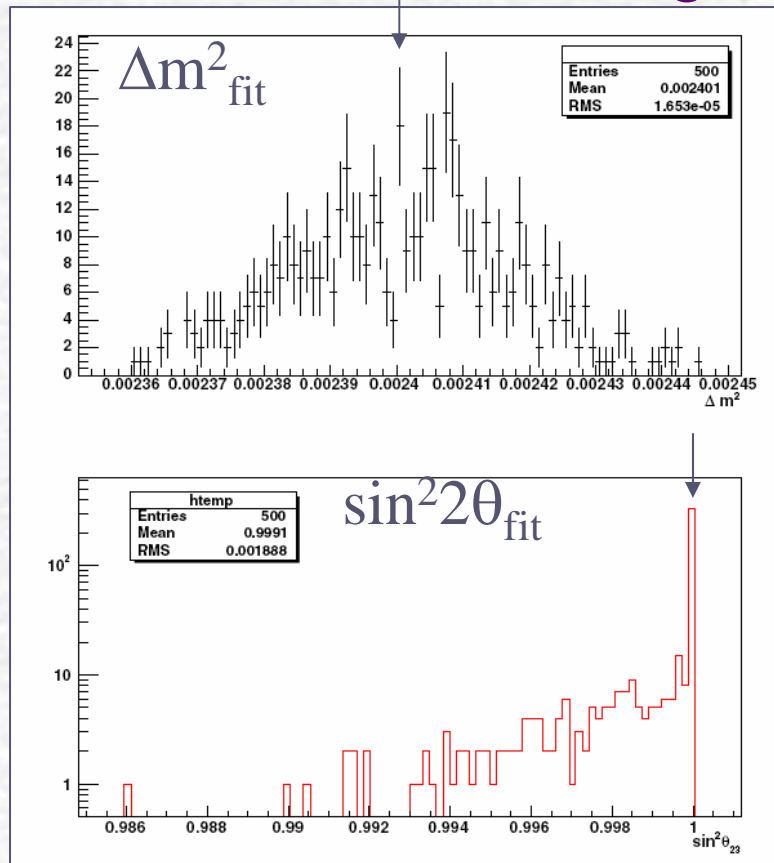 g
Δm²fit
Entries 500
Mean 0.002401
RMS 1.653e-05
24
22
20
18
16
14
12
10
8
6
4
2
0
0.00236 0.00237 0.00238 0.00239 0.0024 0.00241 0.00242 0.00243 0.00244 0.00245
Δ m²
sin²2θfit
htemp
Entries 500
Mean 0.9991
RMS 0.001888
10²
10
1
0.986 0.988 0.99 0.992 0.994 0.996 0.998 1
sin²θ₂₃